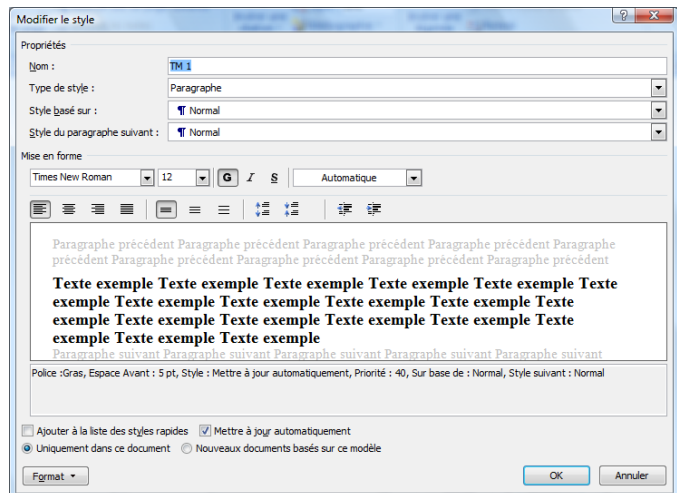 Modifier le style
Propriétés
Nom : TM 1
Type de style : Paragraphe
Style basé sur : ¶ Normal
Style du paragraphe suivant : ¶ Normal
Mise en forme
Times New Roman 12 G I S Automatique
Paragraphe précédent Paragraphe précédent Paragraphe précédent Paragraphe précédent Paragraphe
précédent Paragraphe précédent Paragraphe précédent Paragraphe précédent Paragraphe précédent
Texte exemple Texte exemple Texte exemple Texte exemple Texte exemple Texte
exemple Texte exemple Texte exemple Texte exemple Texte exemple Texte
exemple Texte exemple Texte exemple Texte exemple Texte exemple Texte
exemple Texte exemple Texte exemple
Paragraphe suivant Paragraphe suivant Paragraphe suivant Paragraphe suivant Paragraphe suivant
Police :Gras, Espace Avant : 5 pt, Style : Mettre à jour automatiquement, Priorité : 40, Sur base de : Normal, Style suivant : Normal
Ajouter à la liste des styles rapides Mettre à jour automatiquement
Uniquement dans ce document Nouveaux documents basés sur ce modèle
Format OK Annuler